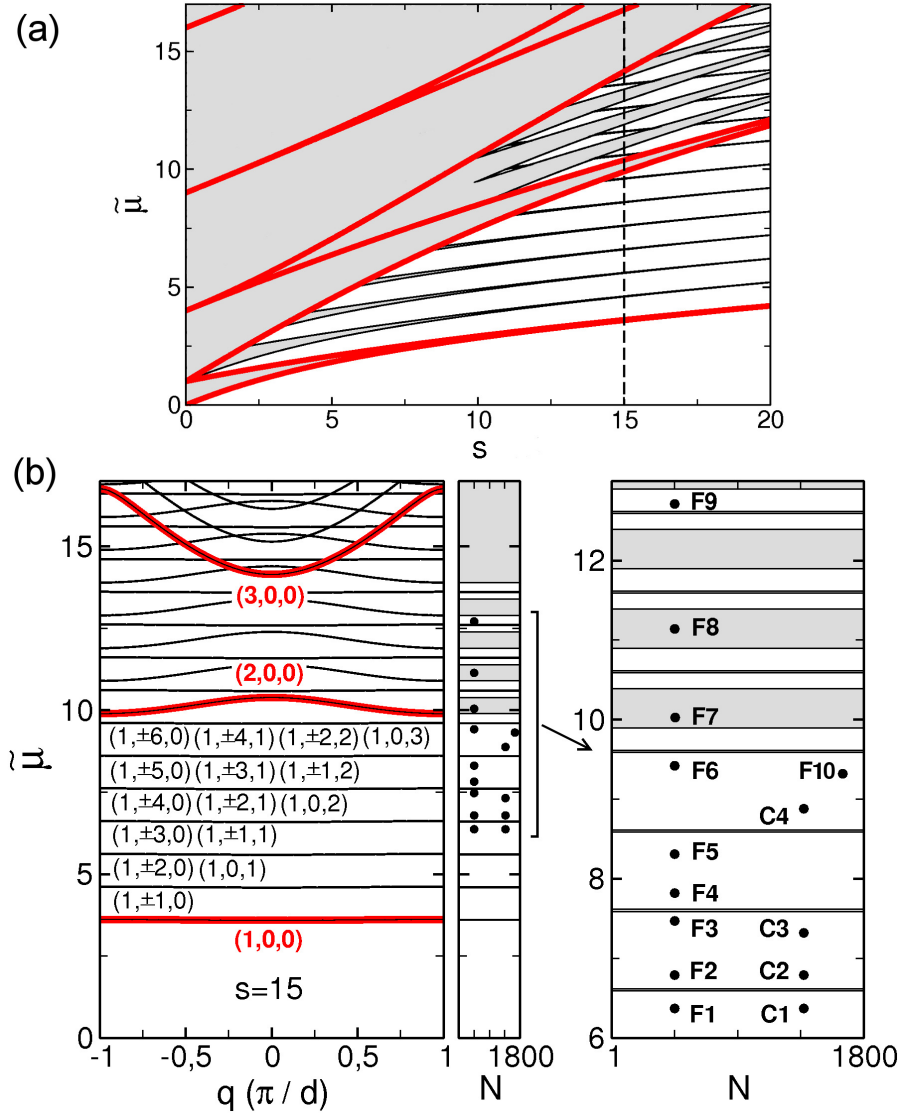 (a)
15
10
5
0
μ̃
0
5
10
15
20
s
(b)
15
10
5
0
μ̃
(3,0,0)
(2,0,0)
(1,±6,0) (1,±4,1) (1,±2,2) (1,0,3)
(1,±5,0) (1,±3,1) (1,±1,2)
(1,±4,0) (1,±2,1) (1,0,2)
(1,±3,0) (1,±1,1)
(1,±2,0) (1,0,1)
(1,±1,0)
(1,0,0)
s=15
-1
-0,5
0
0,5
1
q (π / d)
1
1800
N
12
10
8
6
F9
F8
F7
F6
F10
C4
F5
F4
F3
C3
F2
C2
F1
C1
1
1800
N